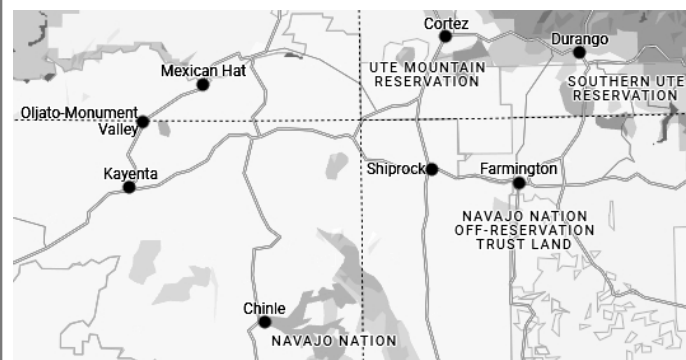 Cortez
Durango
Mexican Hat
UTE MOUNTAIN
RESERVATION
SOUTHERN UTE
RESERVATION
Oljato-Monument
Valley
Kayenta
Shiprock
Farmington
NAVAJO NATION
OFF-RESERVATION
TRUST LAND
Chinle
NAVAJO NATION